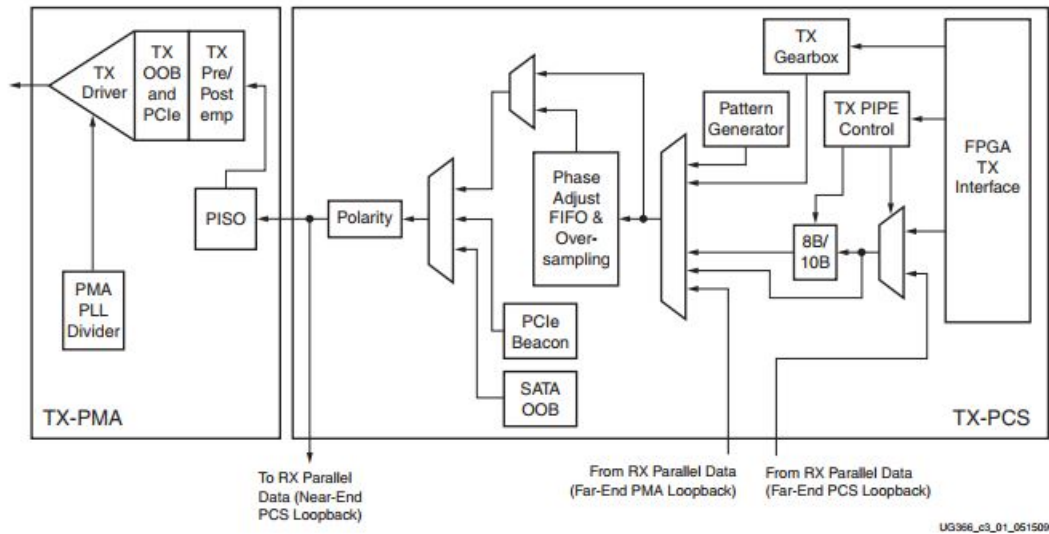 TX
Driver
TX
OOB
and
PCIe
TX
Pre/
Post
emp
PISO
PMA
PLL
Divider
TX-PMA
Polarity
Phase
Adjust
FIFO &
Over-
sampling
PCIe
Beacon
SATA
OOB
Pattern
Generator
TX
Gearbox
TX PIPE
Control
8B/
10B
FPGA
TX
Interface
TX-PCS
To RX Parallel
Data (Near-End
PCS Loopback)
From RX Parallel Data
(Far-End PMA Loopback)
From RX Parallel Data
(Far-End PCS Loopback)
UG366_c3_01_051509